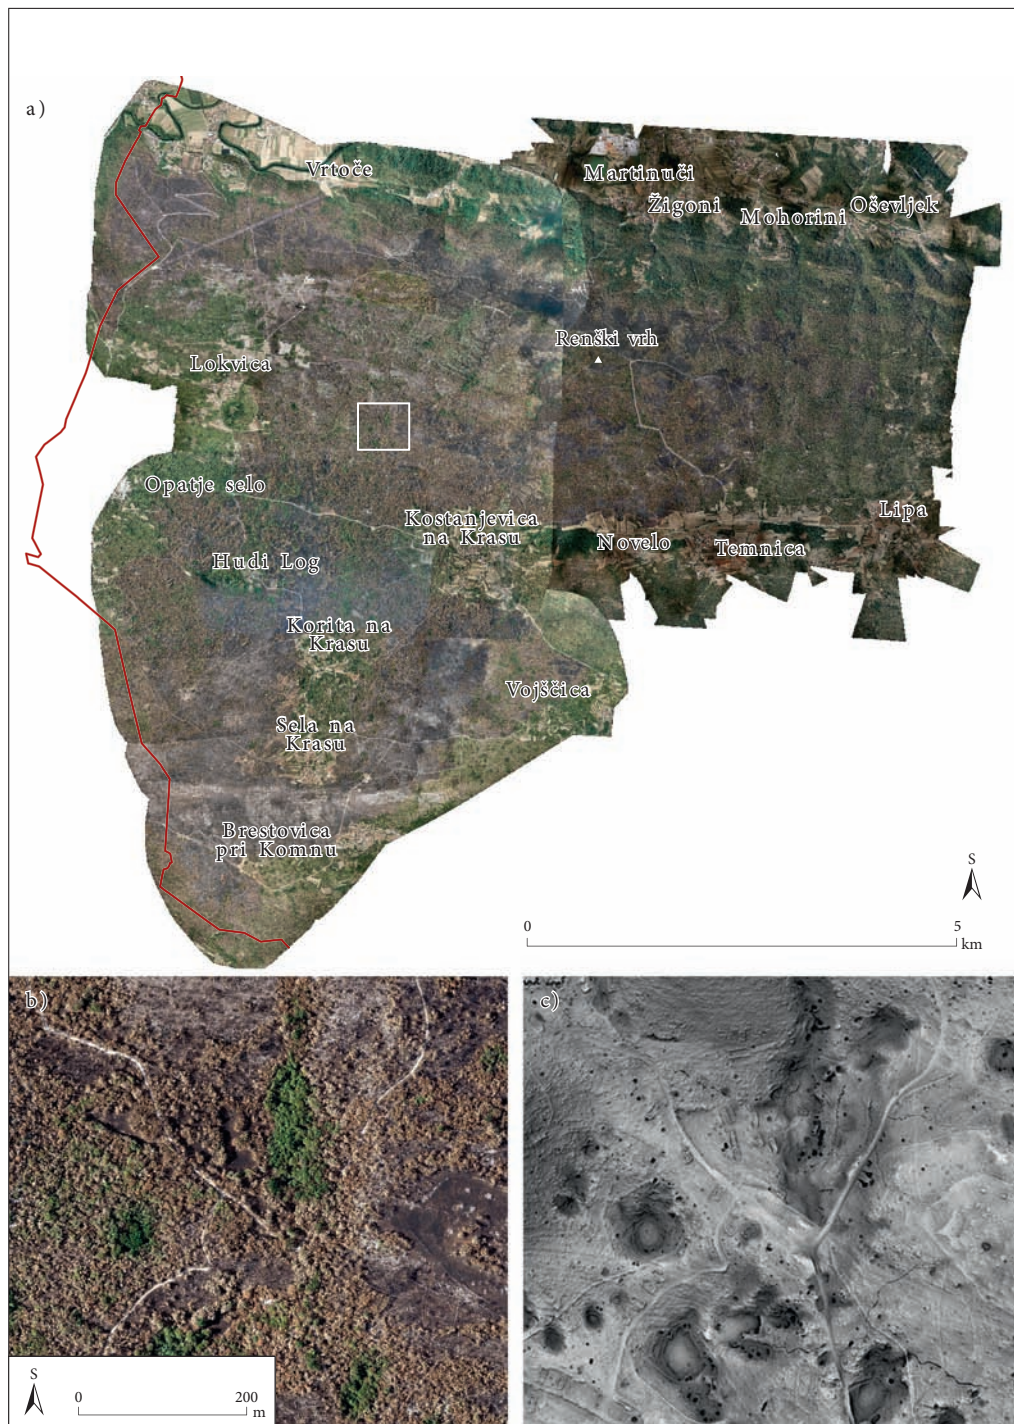 a)
Vrtoče
Martinuči
Žigoni
Mohorini
Oševljek
Renški vrh
Lokvica
Opatje selo
Kostanjevica
na Krasu
Lipa
Novelo
Temnica
Hudi Log
Korita na
Krasu
Vojščica
Sela na
Krasu
Brestovica
pri Komnu
S
0 5
km
b)
c)
S
0 200
m